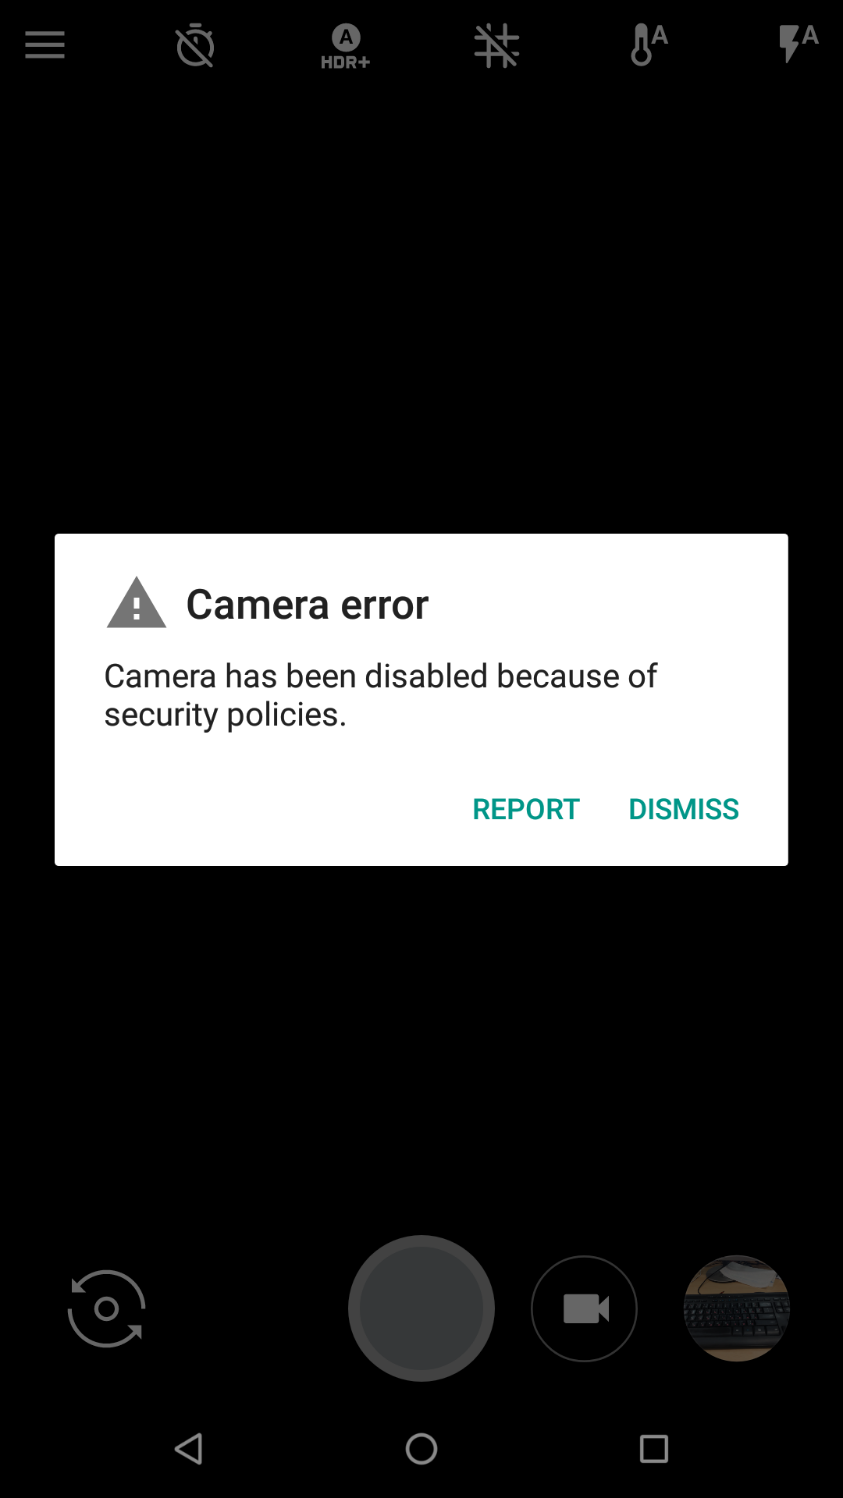 A
HDR+
A
A
Camera error
Camera has been disabled because of
security policies.
REPORT DISMISS